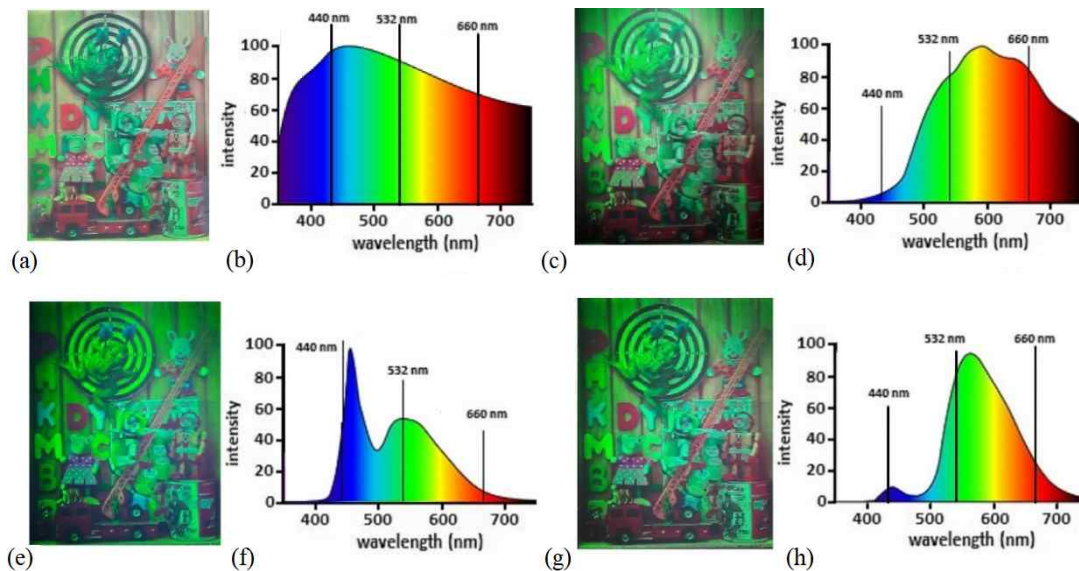 440 nm
532 nm
660 nm
100
80
60
40
20
0
intensity
400
500
600
700
wavelength (nm)
(a)
(b)
532 nm
660 nm
440 nm
100
80
60
40
20
0
intensity
400
500
600
700
wavelength (nm)
(c)
(d)
440 nm
532 nm
660 nm
100
80
60
40
20
0
intensity
400
500
600
700
wavelength (nm)
(e)
(f)
532 nm
660 nm
440 nm
100
80
60
40
20
0
intensity
400
500
600
700
wavelength (nm)
(g)
(h)